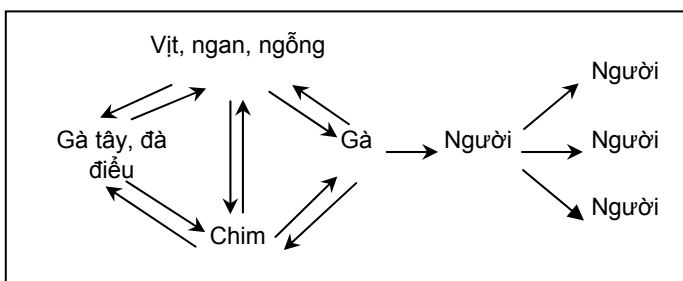 Vịt, ngan, ngỗng
Người
Gà tây, đà
điểu
Gà
Người
Người
Người
Chim